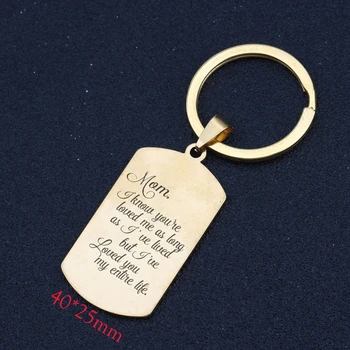 Mom,
I know you're
loved me as long
as I've lived
but I've
Loved you
my entire life.
40*25mm